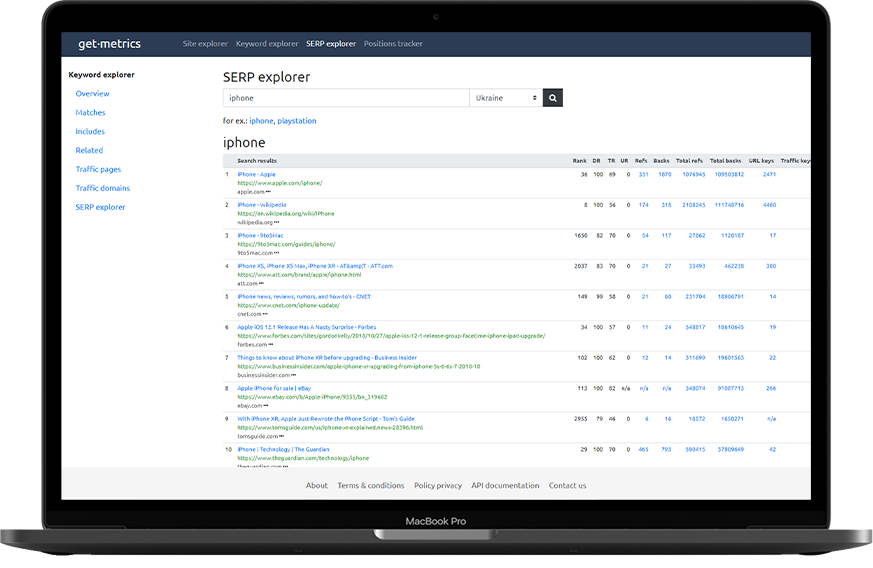 get-metrics Site explorer Keyword explorer SERP explorer Positions tracker
Keyword explorer
Overview
Matches
Includes
Related
Traffic pages
Traffic domains
SERP explorer
SERP explorer
iphone Ukraine
for ex.: iphone, playstation
iphone
Search results Rank DR TR UR Refs Backs Total refs Total backs URL keys Traffic keys
1 iPhone - Apple 36 100 69 0 331 1870 1076945 109503812 2471
https://www.apple.com/iphone/
apple.com
2 iPhone - Wikipedia 8 100 56 0 174 318 2108245 111748716 4460
https://en.wikipedia.org/wiki/IPhone
wikipedia.org
3 iPhone - 9to5Mac 1650 82 70 0 54 117 27862 1120187 17
https://9to5mac.com/guides/iphone/
9to5mac.com
4 iPhone XS, iPhone XS Max, iPhone XR - AT&amp;T - ATT.com 2037 83 70 0 21 27 33493 462238 380
https://www.att.com/brand/apple/iphone.html
att.com
5 iPhone news, reviews, rumors, and how-to's - CNET 149 99 58 0 21 60 231704 18906791 14
https://www.cnet.com/iphone-update/
cnet.com
6 Apple iOS 12.1 Release Has A Nasty Surprise - Forbes 34 100 57 0 11 24 548817 18610645 19
https://www.forbes.com/sites/gordonkelly/2018/10/27/apple-ios-12-1-release-group-facetime-iphone-ipad-upgrade/
forbes.com
7 Things to know about iPhone XR before upgrading - Business Insider 102 100 62 0 12 14 311699 19601563 22
https://www.businessinsider.com/apple-iphone-xr-upgrading-from-iphone-5s-6-6s-7-2018-10
businessinsider.com
8 Apple iPhone for sale | eBay 113 100 82 n/a n/a n/a 348074 91087713 266
https://www.ebay.com/b/Apple-iPhone/9355/bn_319682
ebay.com
9 With iPhone XR, Apple Just Rewrote the iPhone Script - Tom's Guide 2955 79 46 0 6 16 18572 1650271 n/a
https://www.tomsguide.com/us/iphone-xr-explained,news-28396.html
tomsguide.com
10 iPhone | Technology | The Guardian 29 100 70 0 465 793 590415 37909649 42
https://www.theguardian.com/technology/iphone
theguardian.com
About Terms & conditions Policy privacy API documentation Contact us
MacBook Pro